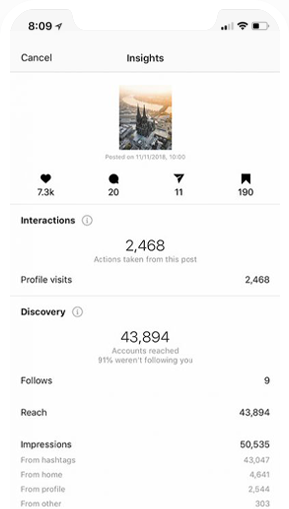 8:09
Cancel Insights
Posted on 11/11/2018, 10:00
7.3k 20 11 190
Interactions
2,468
Actions taken from this post
Profile visits 2,468
Discovery
43,894
Accounts reached
91% weren't following you
Follows 9
Reach 43,894
Impressions 50,535
From hashtags 43,047
From home 4,641
From profile 2,544
From other 303